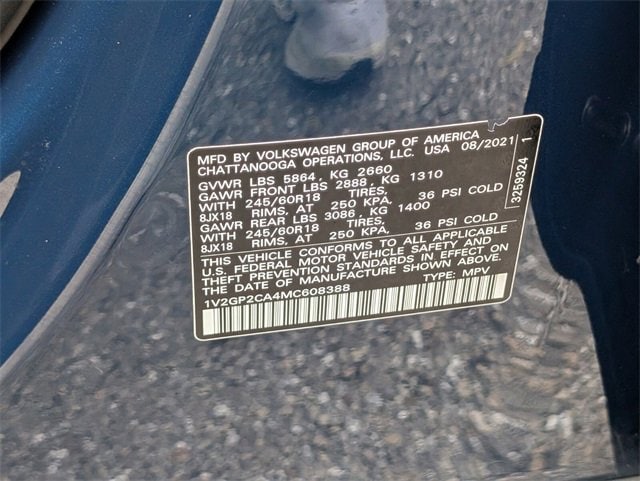 MFD BY VOLKSWAGEN GROUP OF AMERICA
CHATTANOOGA OPERATIONS, LLC. USA 08/2021
GVWR LBS 5864, KG 2660
GAWR FRONT LBS 2888, KG 1310
WITH 245/60R18 TIRES,
8JX18 RIMS, AT 250 KPA, 36 PSI COLD
GAWR REAR LBS 3086, KG 1400
WITH 245/60R18 TIRES,
8JX18 RIMS, AT 250 KPA, 36 PSI COLD
THIS VEHICLE CONFORMS TO ALL APPLICABLE
U.S. FEDERAL MOTOR VEHICLE SAFETY AND
THEFT PREVENTION STANDARDS IN EFFECT ON
THE DATE OF MANUFACTURE SHOWN ABOVE.
1V2GP2CA4MC608388 TYPE: MPV
3259324 1